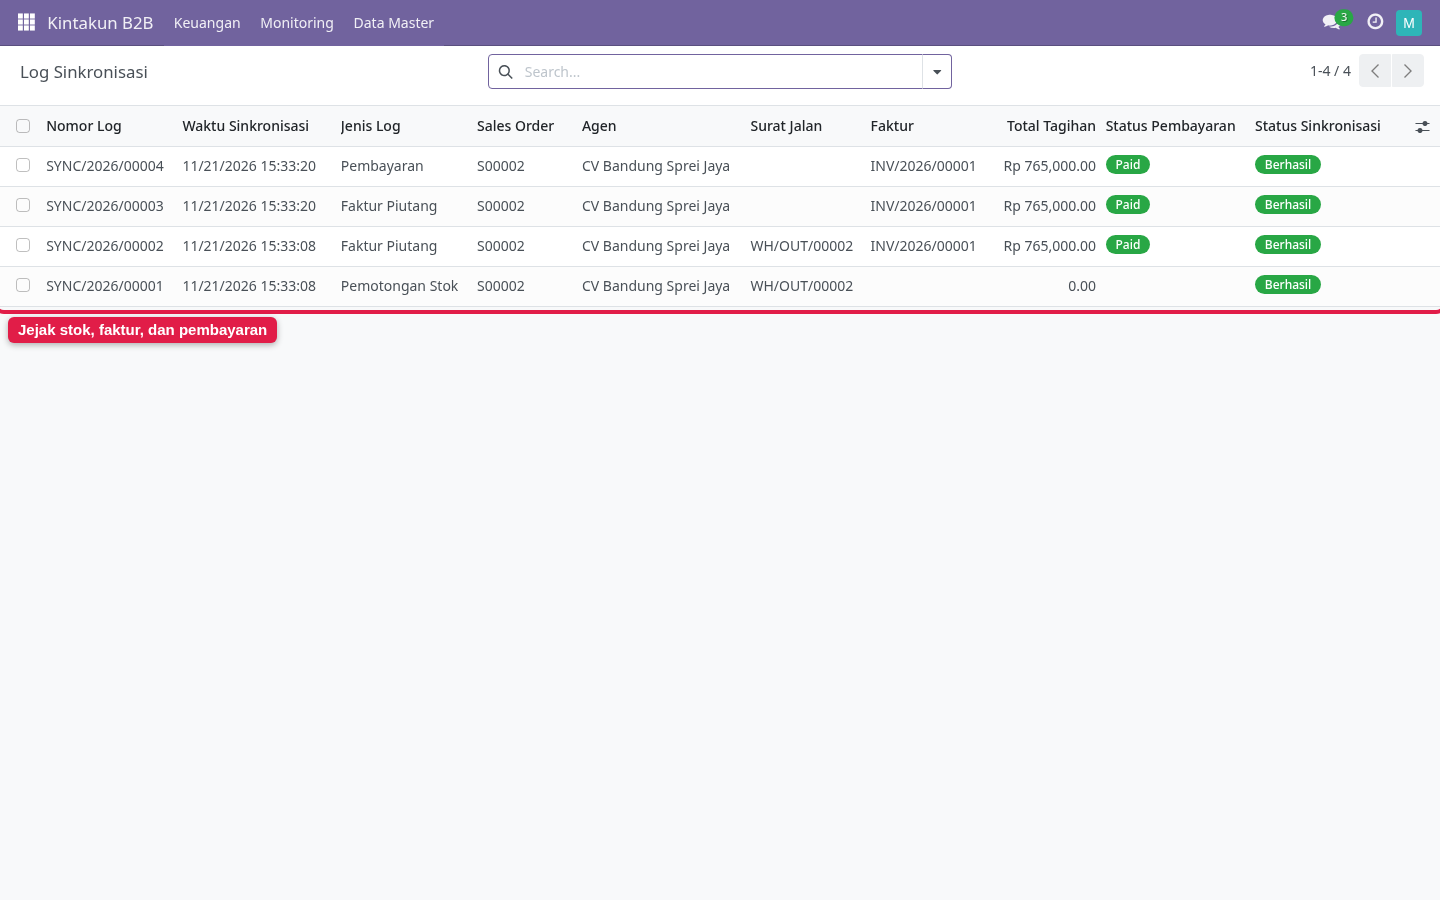 Kintakun B2B Keuangan Monitoring Data Master 3 M
Log Sinkronisasi Search... 1-4 / 4
Nomor Log Waktu Sinkronisasi Jenis Log Sales Order Agen Surat Jalan Faktur Total Tagihan Status Pembayaran Status Sinkronisasi
SYNC/2026/00004 11/21/2026 15:33:20 Pembayaran S00002 CV Bandung Sprei Jaya INV/2026/00001 Rp 765,000.00 Paid Berhasil
SYNC/2026/00003 11/21/2026 15:33:20 Faktur Piutang S00002 CV Bandung Sprei Jaya INV/2026/00001 Rp 765,000.00 Paid Berhasil
SYNC/2026/00002 11/21/2026 15:33:08 Faktur Piutang S00002 CV Bandung Sprei Jaya WH/OUT/00002 INV/2026/00001 Rp 765,000.00 Paid Berhasil
SYNC/2026/00001 11/21/2026 15:33:08 Pemotongan Stok S00002 CV Bandung Sprei Jaya WH/OUT/00002 0.00 Berhasil
Jejak stok, faktur, dan pembayaran